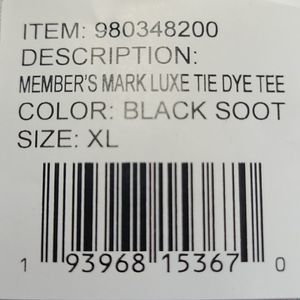 ITEM: 980348200
DESCRIPTION:
MEMBER'S MARK LUXE TIE DYE TEE
COLOR: BLACK SOOT
SIZE: XL
1 93968 15367 0